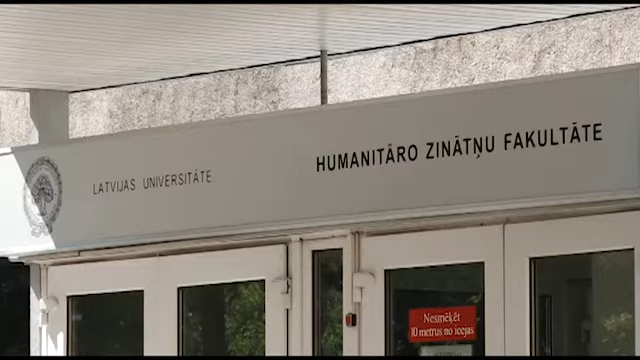 LATVIJAS UNIVERSITĀTE
HUMANITĀRO ZINĀTŅU FAKULTĀTE
Nesmēķēt
10 metrus no ieejas